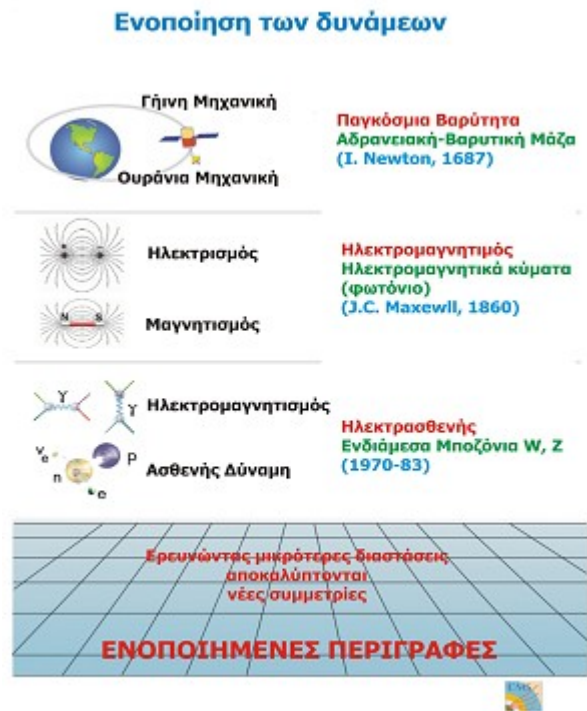 Ενοποίηση των δυνάμεων
Γήινη Μηχανική
Ουράνια Μηχανική
Παγκόσμια Βαρύτητα
Αδρανειακή-Βαρυτική Μάζα
(I. Newton, 1687)
Ηλεκτρισμός
N S
Μαγνητισμός
Ηλεκτρομαγνητιμός
Ηλεκτρομαγνητικά κύματα
(φωτόνιο)
(J.C. Maxewll, 1860)
γ γ
Ηλεκτρομαγνητισμός
νe p
n e
Ασθενής Δύναμη
Ηλεκτρασθενής
Ενδιάμεσα Μποζόνια W, Z
(1970-83)
Ερευνώντας μικρότερες διαστάσεις
αποκαλύπτονται
νέες συμμετρίες
ΕΝΟΠΟΙΗΜΕΝΕΣ ΠΕΡΙΓΡΑΦΕΣ
CMS